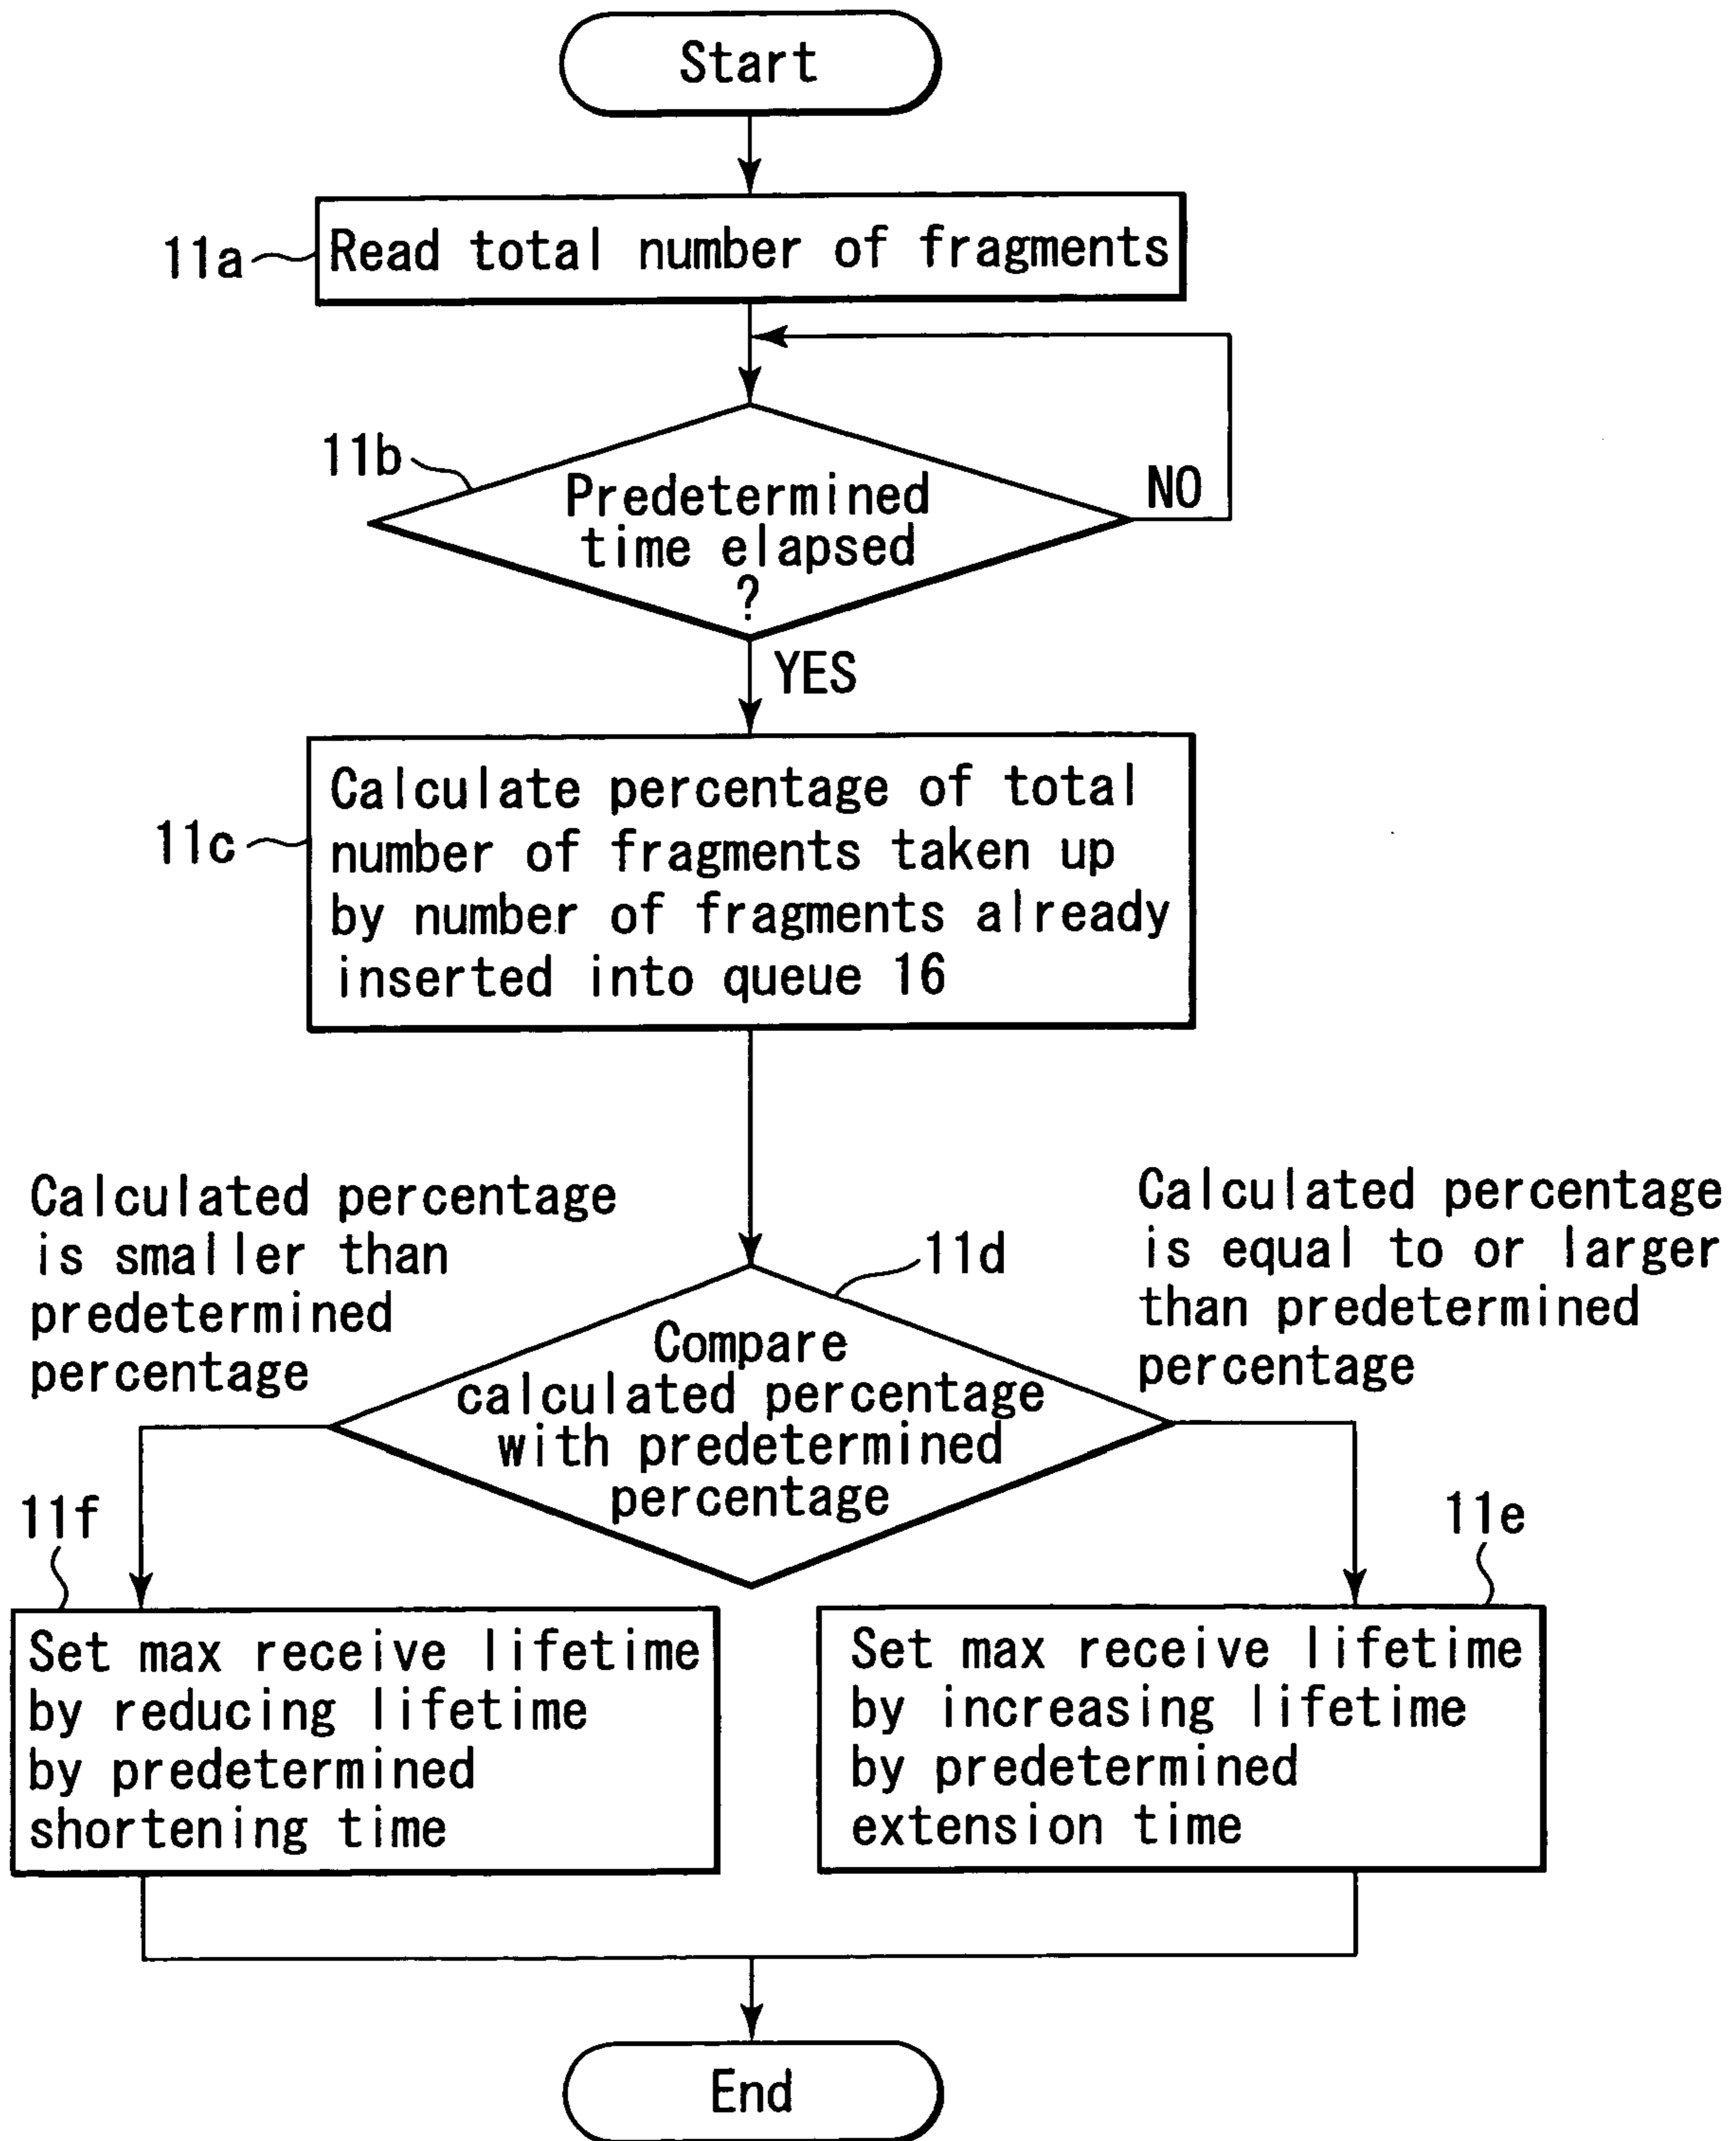 Start
11a
Read total number of fragments
11b
Predetermined
time elapsed
?
NO
YES
11c
Calculate percentage of total
number of fragments taken up
by number of fragments already
inserted into queue 16
Calculated percentage
is smaller than
predetermined
percentage
Calculated percentage
is equal to or larger
than predetermined
percentage
11d
Compare
calculated percentage
with predetermined
percentage
11f
11e
Set max receive lifetime
by reducing lifetime
by predetermined
shortening time
Set max receive lifetime
by increasing lifetime
by predetermined
extension time
End